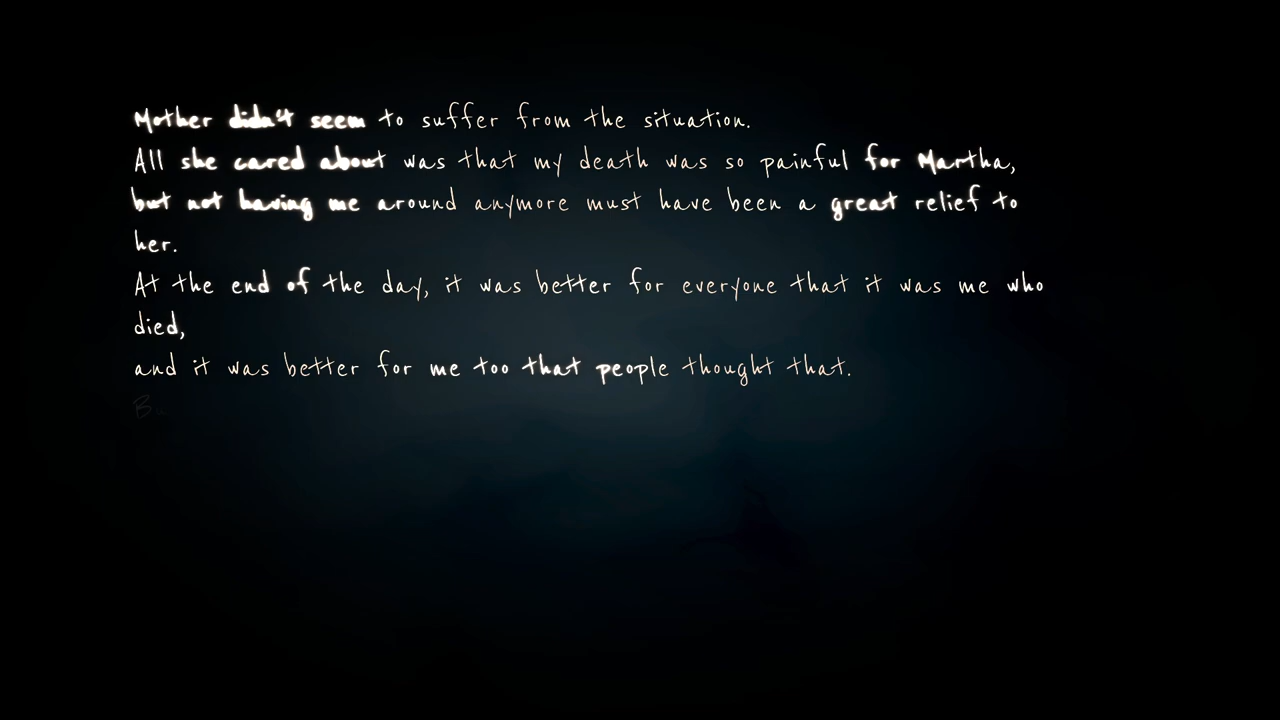 Mother didn't seem to suffer from the situation.
All she cared about was that my death was so painful for Martha,
but not having me around anymore must have been a great relief to
her.
At the end of the day, it was better for everyone that it was me who
died,
and it was better for me too that people thought that.